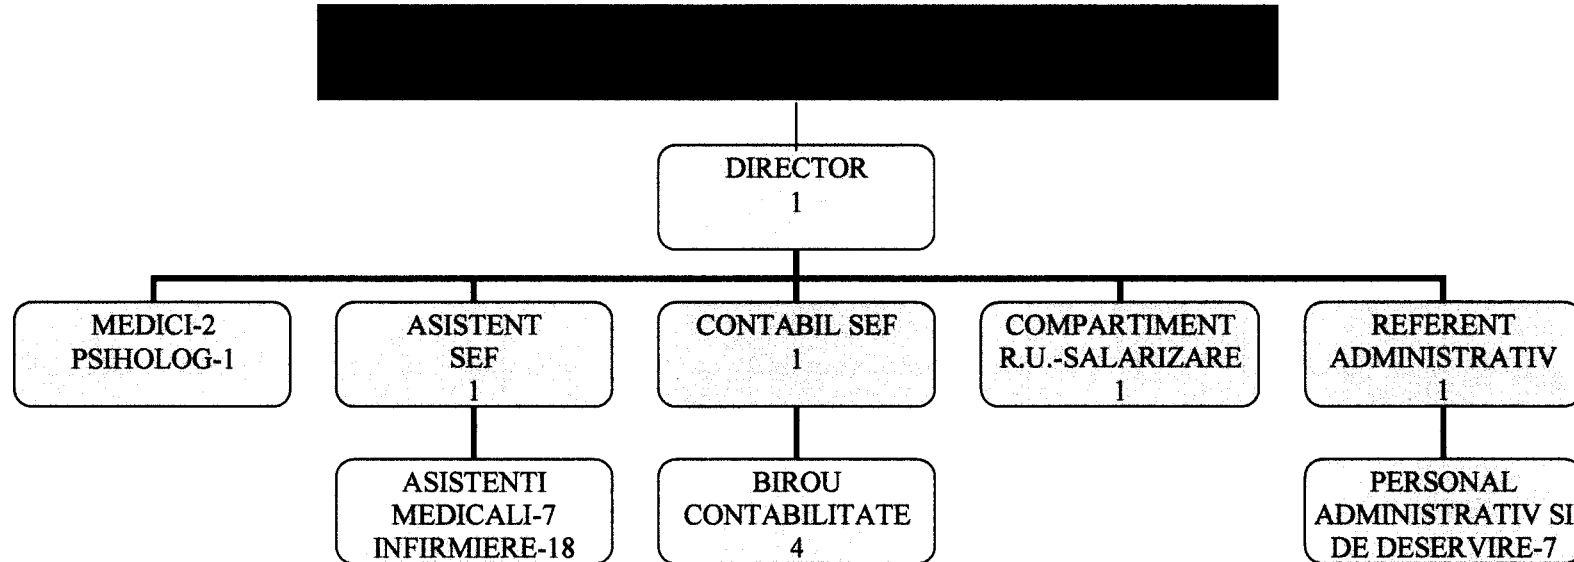 DIRECTOR
1
MEDICI-2
PSIHOLOG-1
ASISTENT
SEF
1
CONTABIL SEF
1
COMPARTIMENT
R.U.-SALARIZARE
1
REFERENT
ADMINISTRATIV
1
ASISTENTI
MEDICALI-7
INFIRMIERE-18
BIROU
CONTABILITATE
4
PERSONAL
ADMINISTRATIV SI
DE DESERVIRE-7